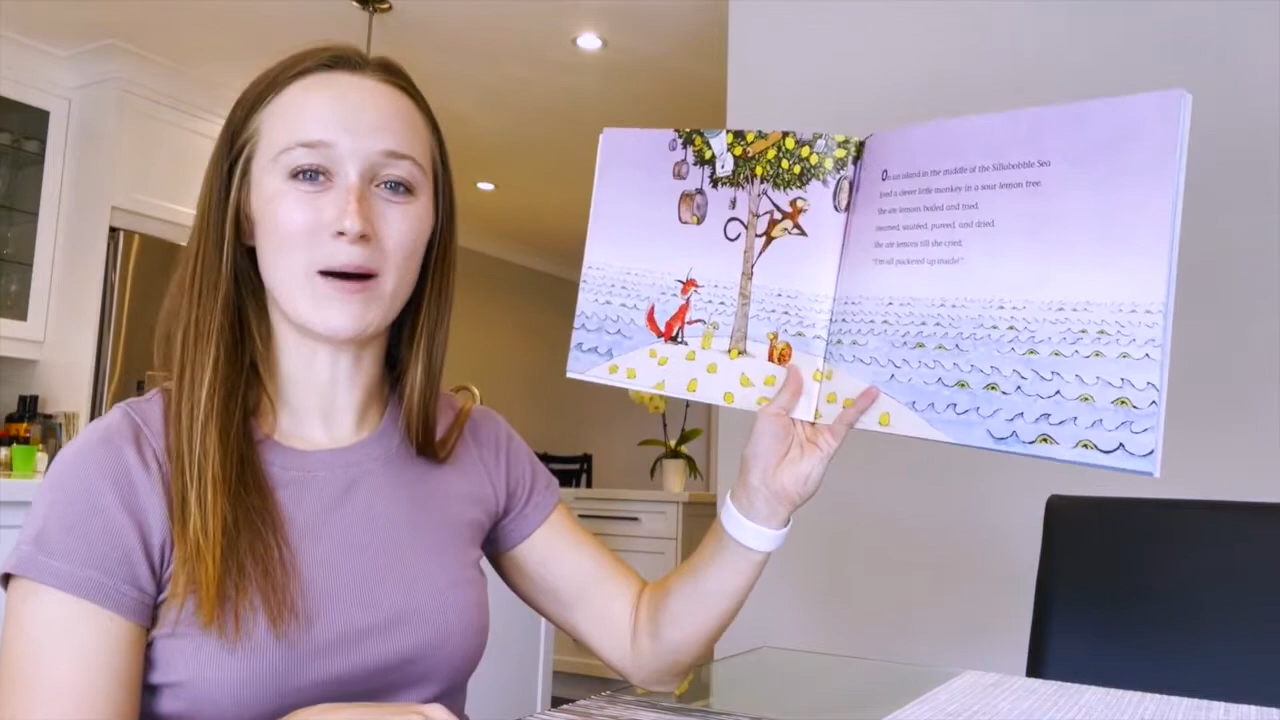 On an island in the middle of the Sillabobble Sea
lived a clever little monkey in a sour lemon tree.
She ate lemons boiled and fried,
steamed, sautéed, pureed, and dried.
She ate lemons till she cried,
"I'm all puckered up inside!"